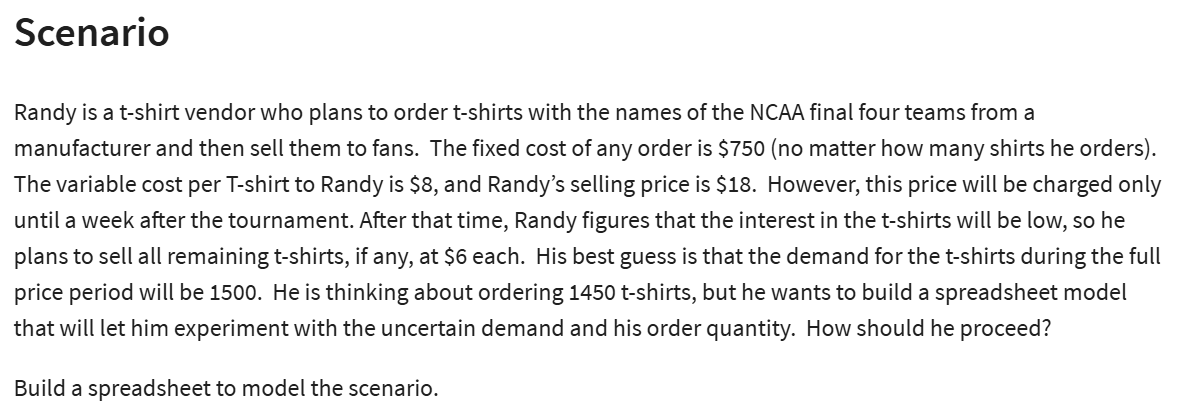 Scenario
Randy is a t-shirt vendor who plans to order t-shirts with the names of the NCAA final four teams from a
manufacturer and then sell them to fans.  The fixed cost of any order is $750 (no matter how many shirts he orders).
The variable cost per T-shirt to Randy is $8, and Randy’s selling price is $18.  However, this price will be charged only
until a week after the tournament. After that time, Randy figures that the interest in the t-shirts will be low, so he
plans to sell all remaining t-shirts, if any, at $6 each.  His best guess is that the demand for the t-shirts during the full
price period will be 1500.  He is thinking about ordering 1450 t-shirts, but he wants to build a spreadsheet model
that will let him experiment with the uncertain demand and his order quantity.  How should he proceed?
Build a spreadsheet to model the scenario.